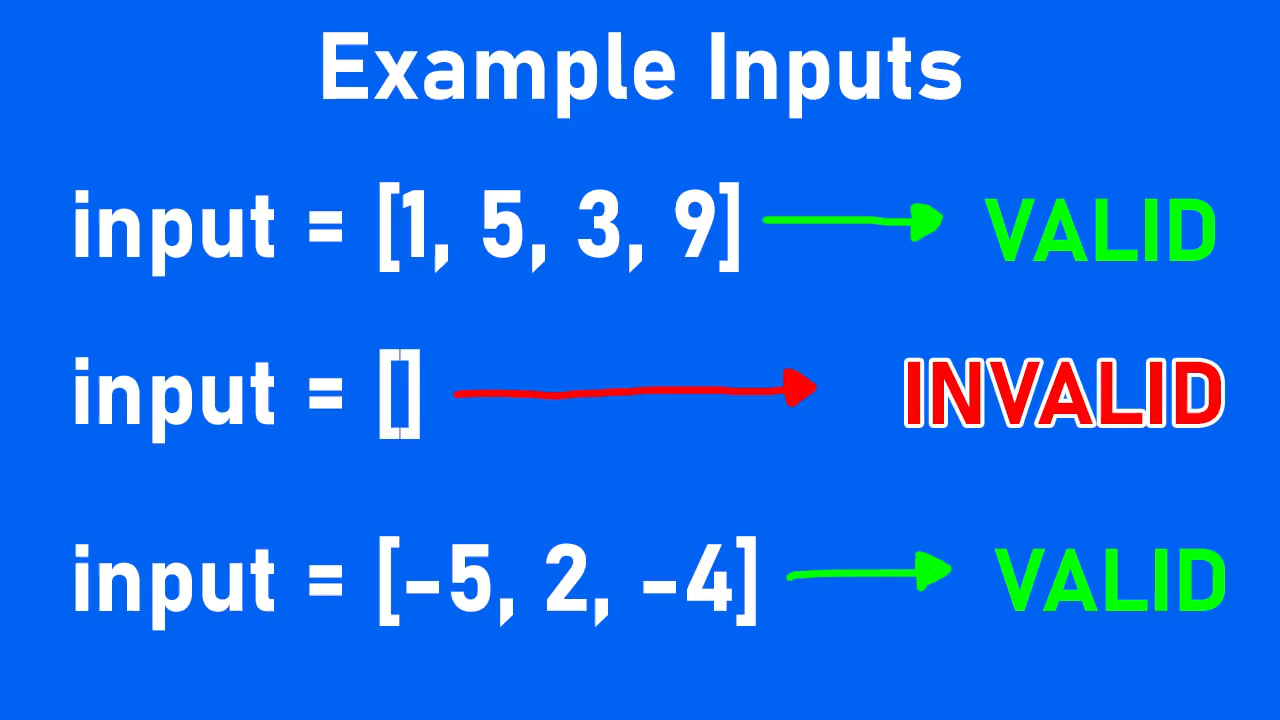 Example Inputs
input = [1, 5, 3, 9] VALID
input = [] INVALID
input = [-5, 2, -4] VALID